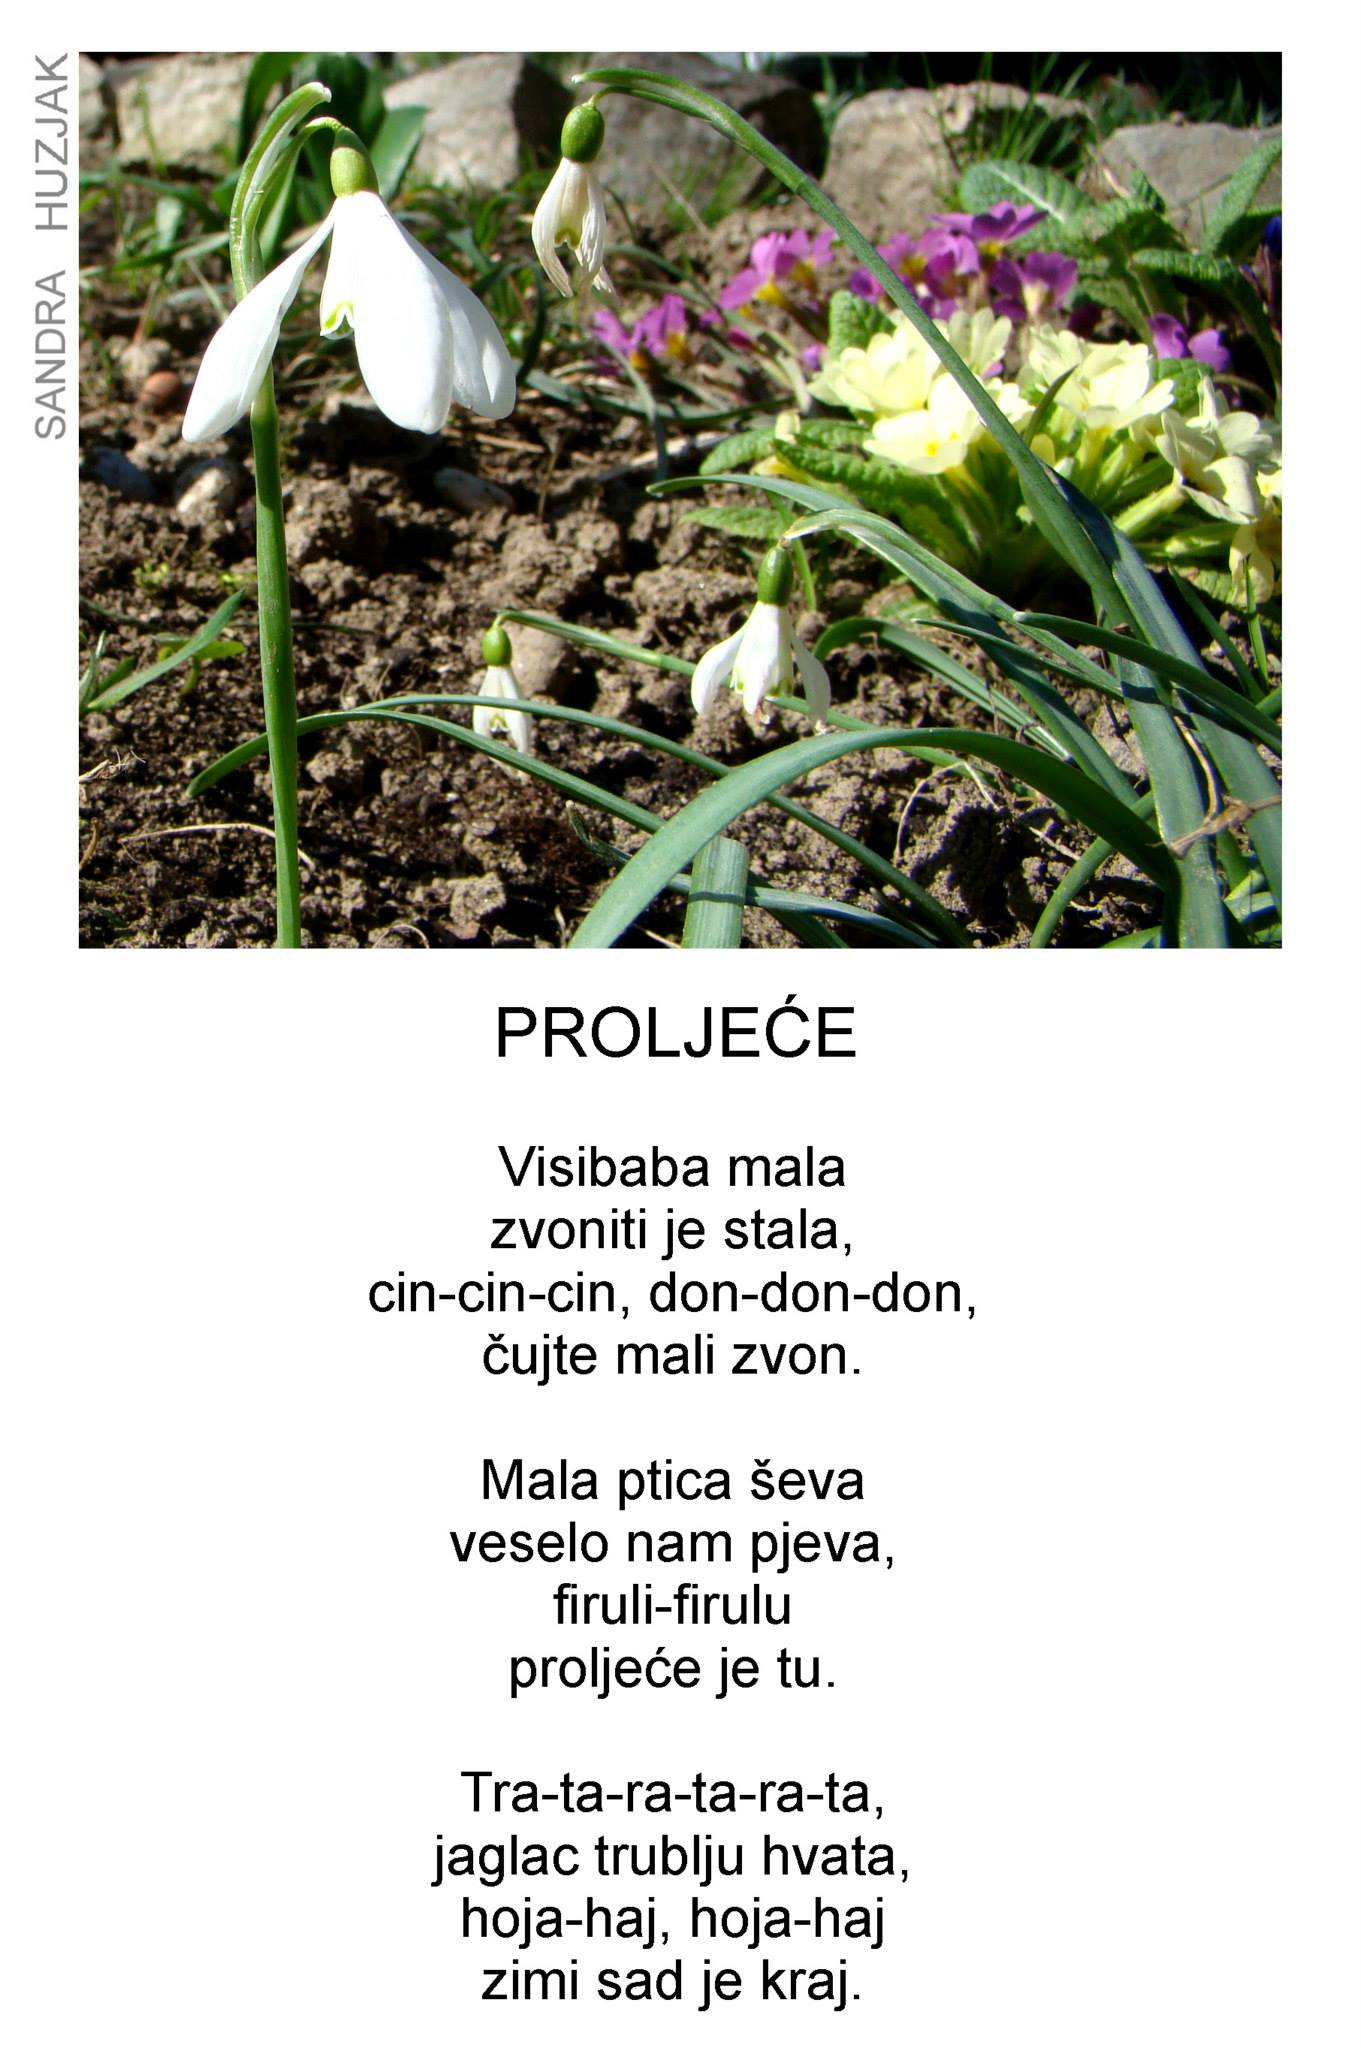 SANDRA HUZJAK
PROLJEĆE
Visibaba mala
zvoniti je stala,
cin-cin-cin, don-don-don,
čujte mali zvon.
Mala ptica ševa
veselo nam pjeva,
firuli-firulu
proljeće je tu.
Tra-ta-ra-ta-ra-ta,
jaglac trublju hvata,
hoja-haj, hoja-haj
zimi sad je kraj.